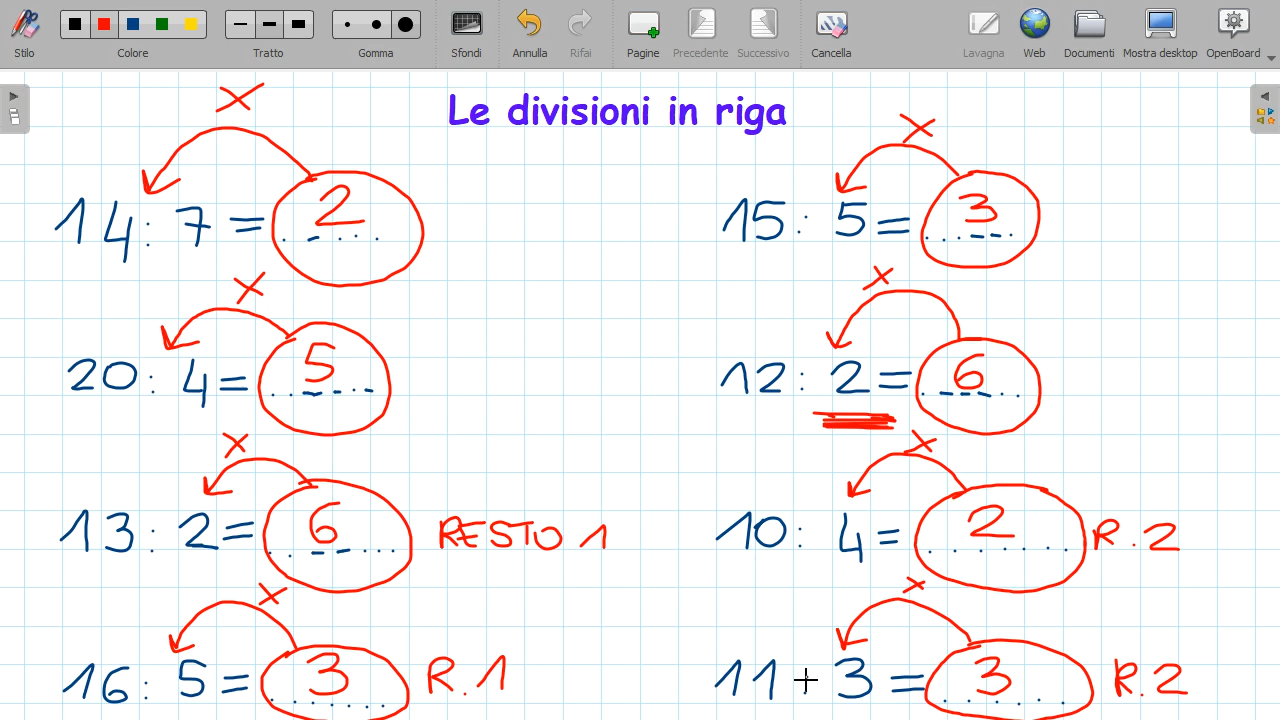 Stilo Colore Tratto Gomma Sfondi Annulla Rifai Pagine Precedente Successivo Cancella Lavagna Web Documenti Mostra desktop OpenBoard
Le divisioni in riga
x x
14 : 7 = 2 15 : 5 = 3
x x
20 : 4 = 5 12 : 2 = 6
x x
13 : 2 = 6 RESTO 1 10 : 4 = 2 R. 2
x x
16 : 5 = 3 R. 1 11 : 3 = 3 R. 2